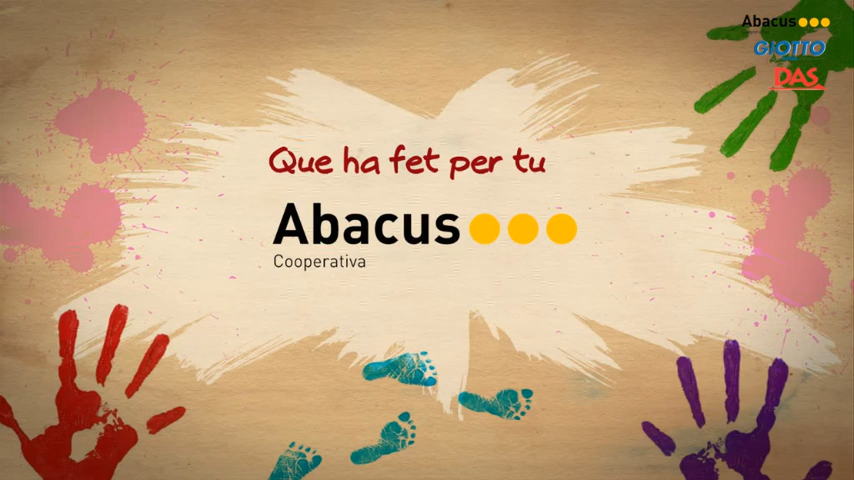 Abacus
GIOTTO
DAS
Que ha fet per tu
Abacus
Cooperativa